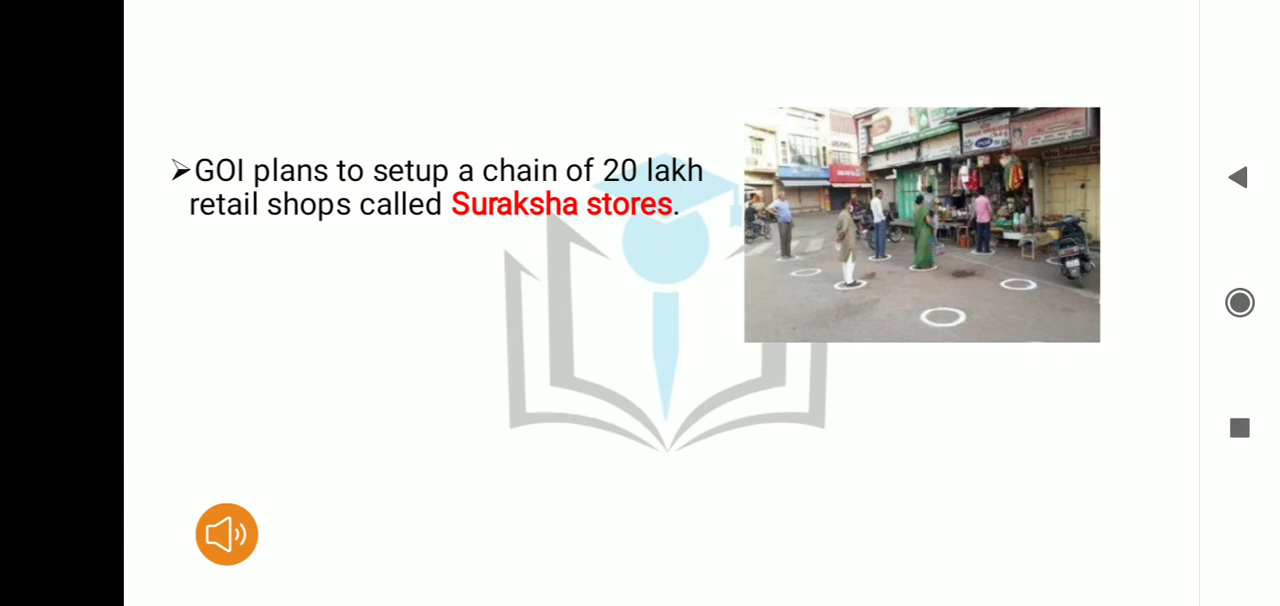 ➢GOI plans to setup a chain of 20 lakh
retail shops called Suraksha stores.